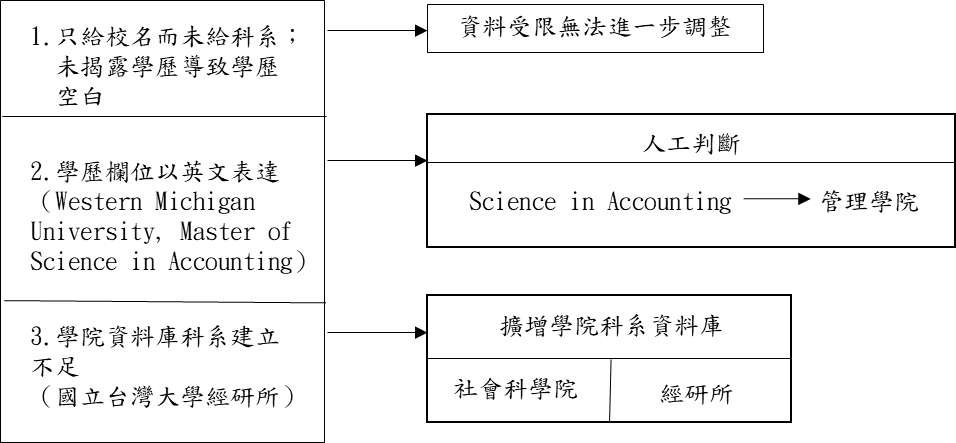 1.只給校名而未給科系；
未揭露學歷導致學歷
空白
資料受限無法進一步調整
2.學歷欄位以英文表達
（Western Michigan
University, Master of
Science in Accounting）
人工判斷
Science in Accounting
管理學院
3.學院資料庫科系建立
不足
（國立台灣大學經研所）
擴增學院科系資料庫
社會科學院
經研所